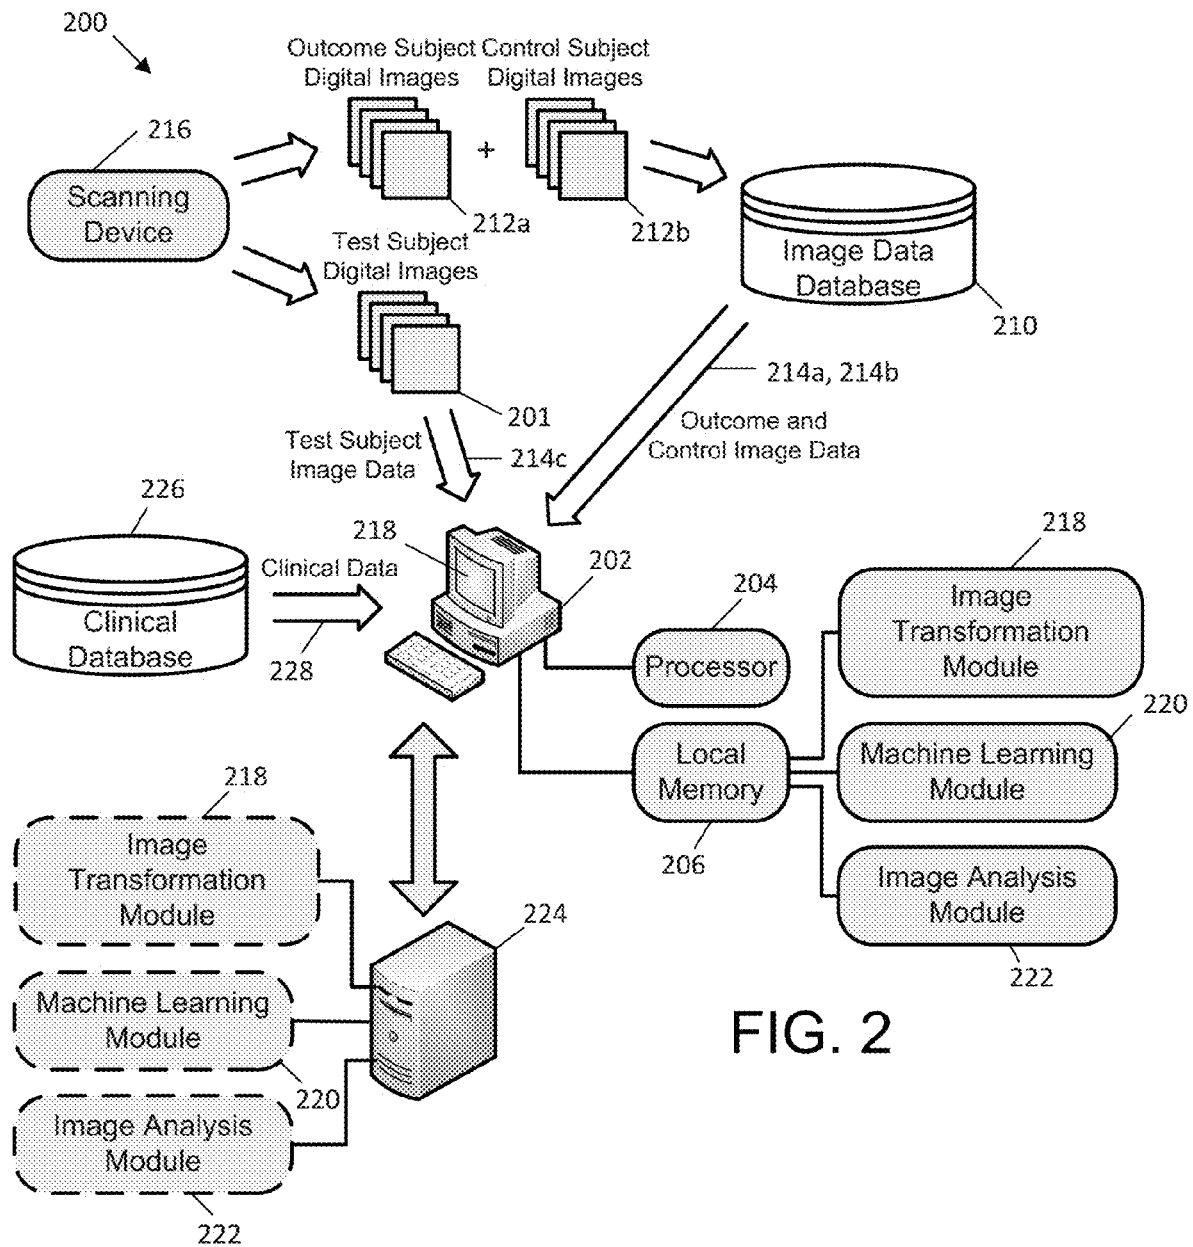 200
Outcome Subject
Digital Images
Control Subject
Digital Images
216
Scanning
Device
+
212a
212b
Test Subject
Digital Images
Image Data
Database
210
201
214a, 214b
Outcome and
Control Image Data
Test Subject
Image Data
214c
226
Clinical
Database
Clinical Data
228
218
202
204
Processor
218
Image
Transformation
Module
220
Local
Memory
206
Machine Learning
Module
Image Analysis
Module
222
218
Image
Transformation
Module
224
Machine Learning
Module
220
Image Analysis
Module
222
FIG. 2